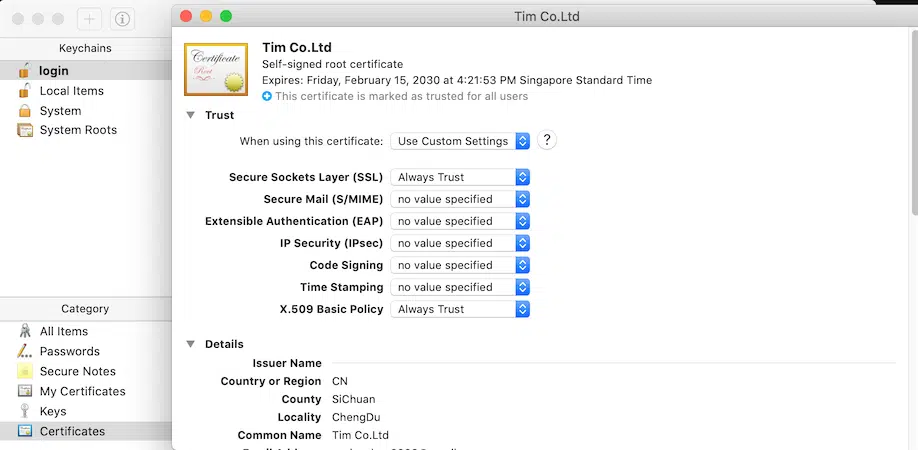 Tim Co.Ltd
Keychains
login
Local Items
System
System Roots
Category
All Items
Passwords
Secure Notes
My Certificates
Keys
Certificates
Certificate
Root
Tim Co.Ltd
Self-signed root certificate
Expires: Friday, February 15, 2030 at 4:21:53 PM Singapore Standard Time
This certificate is marked as trusted for all users
Trust
When using this certificate: Use Custom Settings ?
Secure Sockets Layer (SSL) Always Trust
Secure Mail (S/MIME) no value specified
Extensible Authentication (EAP) no value specified
IP Security (IPsec) no value specified
Code Signing no value specified
Time Stamping no value specified
X.509 Basic Policy Always Trust
Details
Issuer Name
Country or Region CN
County SiChuan
Locality ChengDu
Common Name Tim Co.Ltd